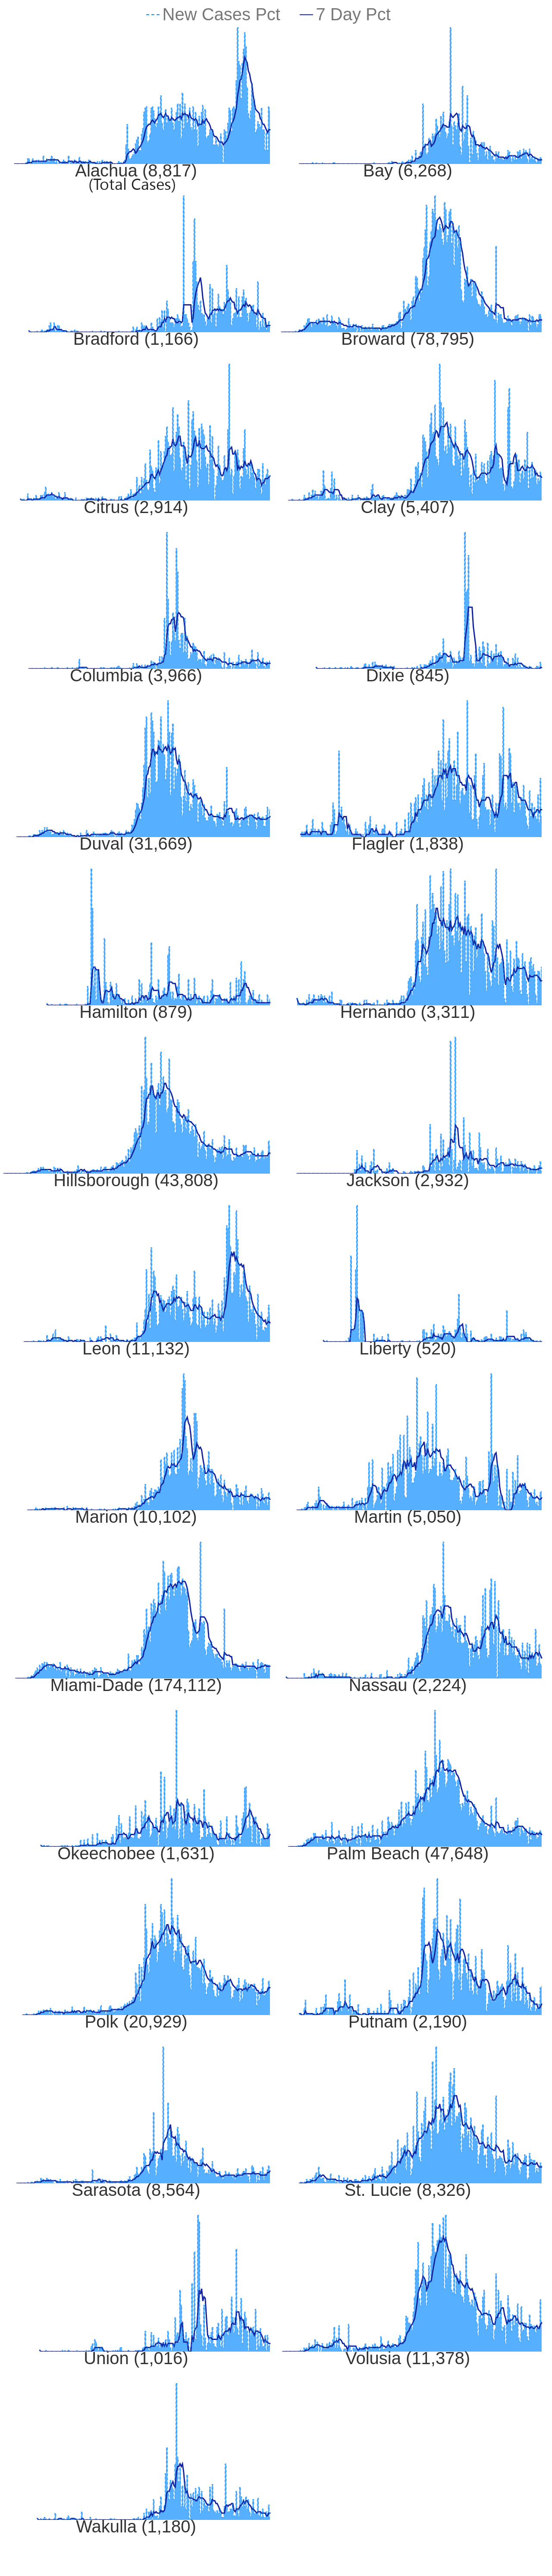 New Cases Pct 7 Day Pct
Alachua (8,817) Bay (6,268)
(Total Cases)
Bradford (1,166) Broward (78,795)
Citrus (2,914) Clay (5,407)
Columbia (3,966) Dixie (845)
Duval (31,669) Flagler (1,838)
Hamilton (879) Hernando (3,311)
Hillsborough (43,808) Jackson (2,932)
Leon (11,132) Liberty (520)
Marion (10,102) Martin (5,050)
Miami-Dade (174,112) Nassau (2,224)
Okeechobee (1,631) Palm Beach (47,648)
Polk (20,929) Putnam (2,190)
Sarasota (8,564) St. Lucie (8,326)
Union (1,016) Volusia (11,378)
Wakulla (1,180)